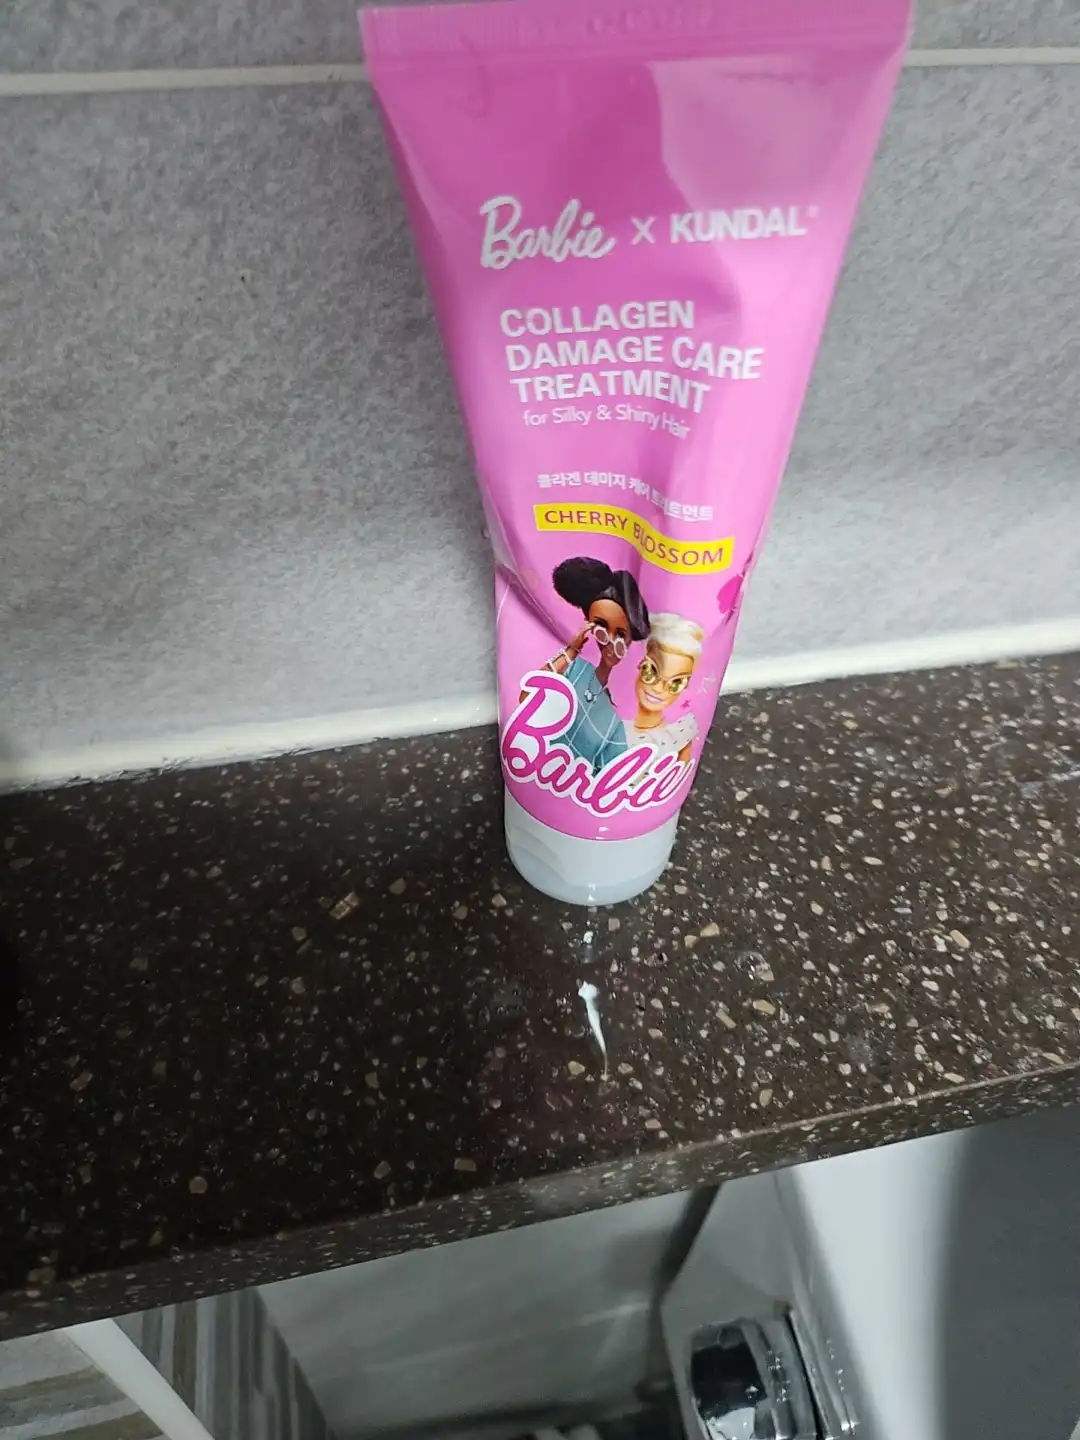 Barbie X KUNDAL®
COLLAGEN
DAMAGE CARE
TREATMENT
for Silky & Shiny Hair
콜라겐 데미지 케어 트리트먼트
CHERRY BLOSSOM
Barbie